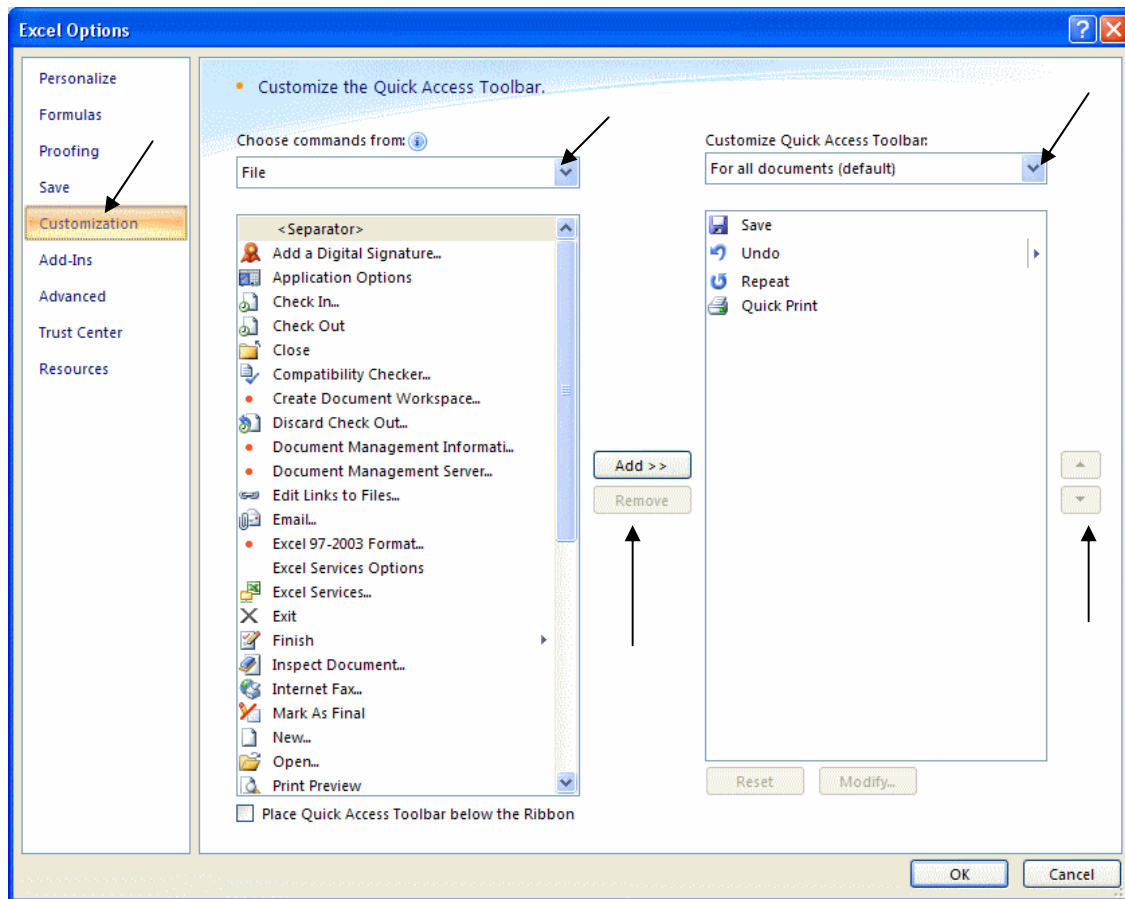 Excel Options
Personalize
Formulas
Proofing
Save
Customization
Add-Ins
Advanced
Trust Center
Resources
Customize the Quick Access Toolbar.
Choose commands from:
File
<Separator>
Add a Digital Signature...
Application Options
Check In...
Check Out
Close
Compatibility Checker...
Create Document Workspace...
Discard Check Out...
Document Management Informati...
Document Management Server...
Edit Links to Files...
Email...
Excel 97-2003 Format...
Excel Services Options
Excel Services...
Exit
Finish
Inspect Document...
Internet Fax...
Mark As Final
New...
Open...
Print Preview
Place Quick Access Toolbar below the Ribbon
Add >>
Remove
Customize Quick Access Toolbar:
For all documents (default)
Save
Undo
Repeat
Quick Print
Reset
Modify...
OK
Cancel